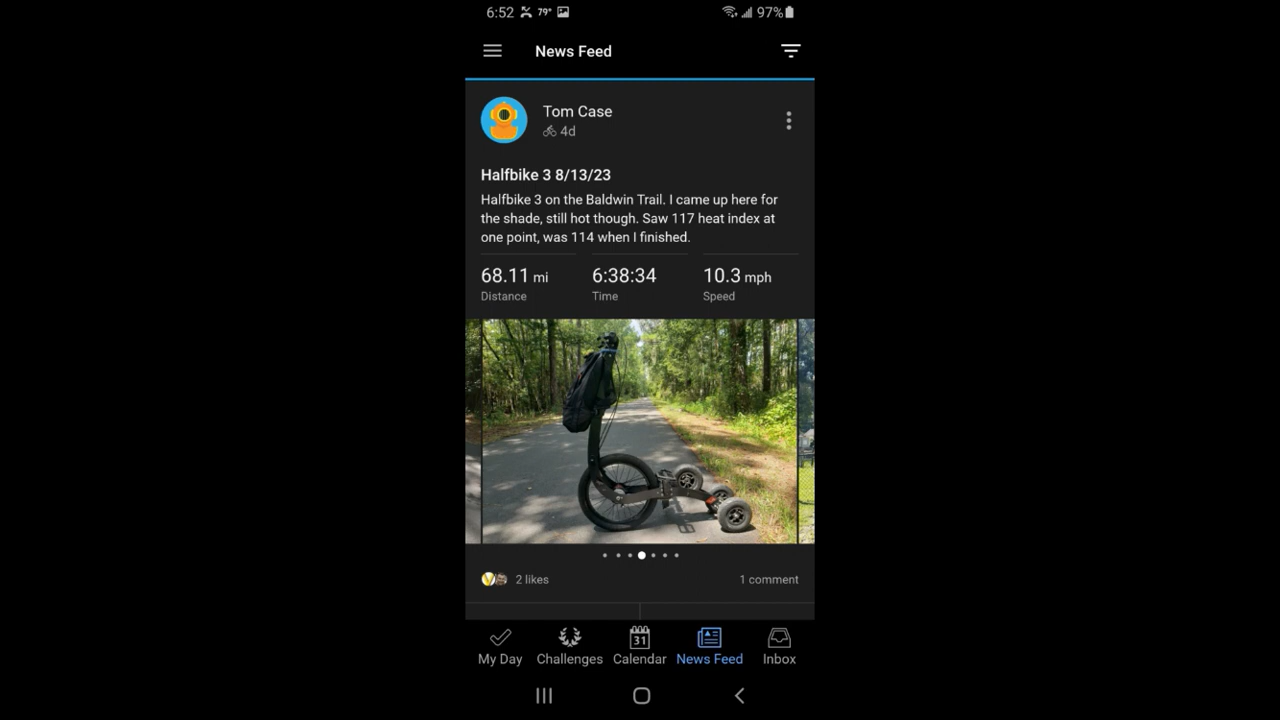 6:52 79° 97%
News Feed
Tom Case
4d
Halfbike 3 8/13/23
Halfbike 3 on the Baldwin Trail. I came up here for
the shade, still hot though. Saw 117 heat index at
one point, was 114 when I finished.
68.11 mi 6:38:34 10.3 mph
Distance Time Speed
2 likes 1 comment
31
My Day Challenges Calendar News Feed Inbox